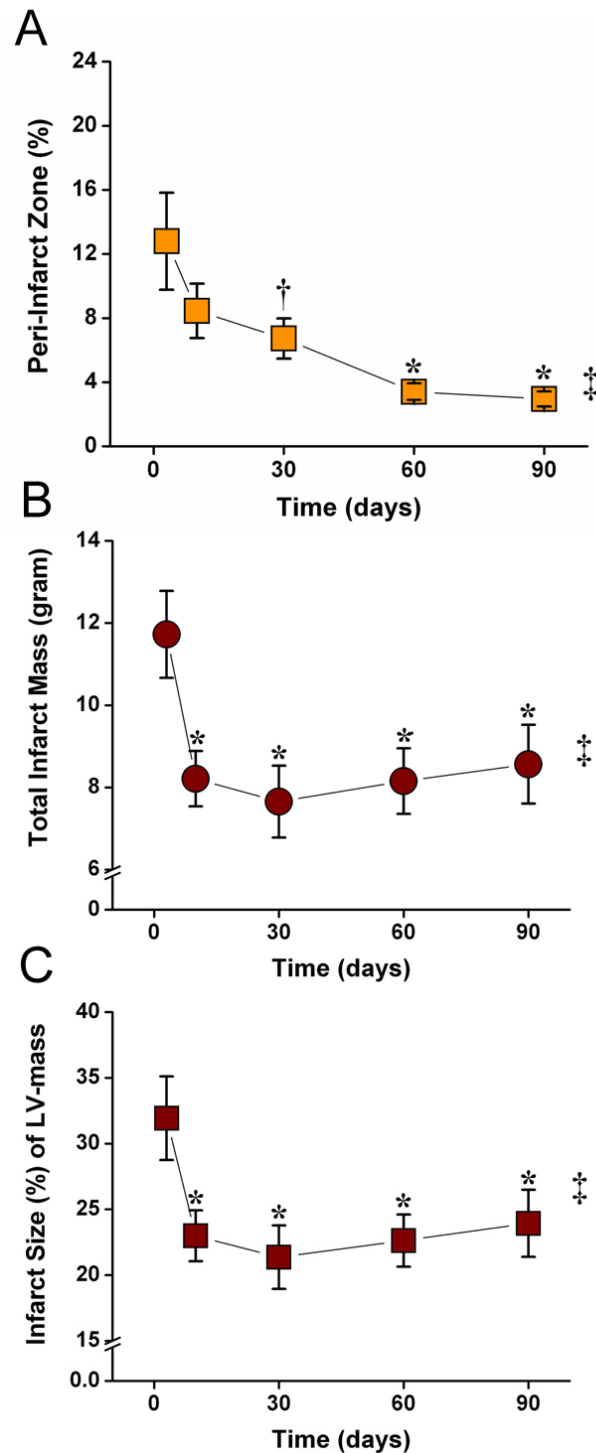 A
Peri-Infarct Zone (%)
24
20
16
12
8
4
0
†
*
*
‡
0 30 60 90
Time (days)
B
Total Infarct Mass (gram)
14
12
10
8
6
0
*
*
*
*
‡
0 30 60 90
Time (days)
C
Infarct Size (%) of LV-mass
40
35
30
25
20
15
0.0
*
*
*
*
‡
0 30 60 90
Time (days)